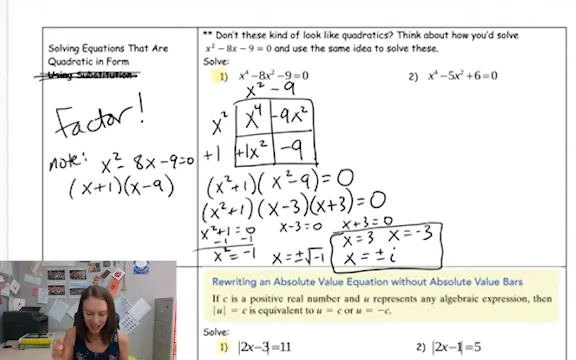 ** Don't these kind of look like quadratics? Think about how you'd solve
x² − 8x − 9 = 0 and use the same idea to solve these.
Solving Equations That Are
Quadratic in Form
Using Substitution
Factor!
note: x² − 8x − 9 = 0
(x+1)(x−9)
Solve:
1) x⁴ − 8x² − 9 = 0
x² − 9
x² x⁴ −9x²
+1 +1x² −9
(x²+1)(x²−9) = 0
(x²+1)(x−3)(x+3) = 0
x²+1=0 x−3=0 x+3=0
−1 −1 x=3 x=−3
x² = −1 x = ±√−1 x = ± i
2) x⁴ − 5x² + 6 = 0
Rewriting an Absolute Value Equation without Absolute Value Bars
If c is a positive real number and u represents any algebraic expression, then
|u| = c is equivalent to u = c or u = −c.
Solve:
1) |2x−3| = 11 2) |2x−1| = 5